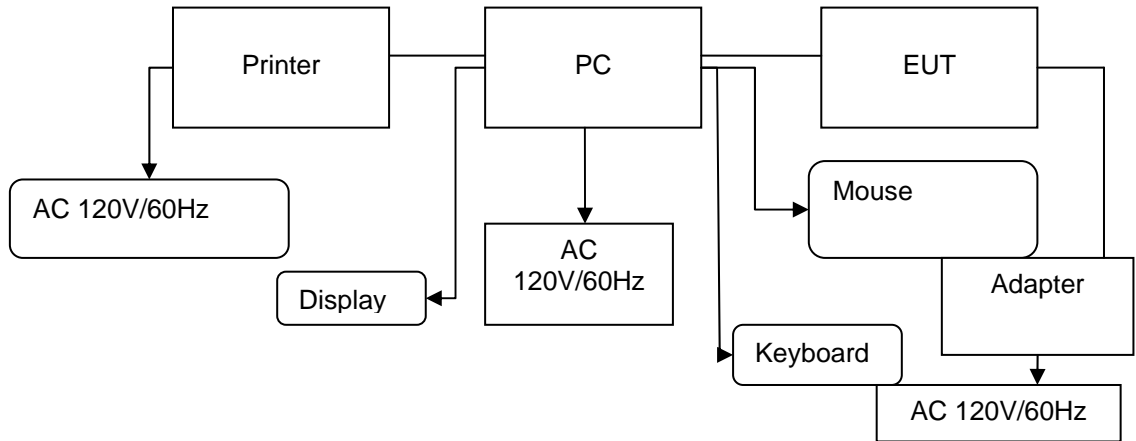 Printer
PC
EUT
AC 120V/60Hz
Mouse
AC
120V/60Hz
Display
Adapter
Keyboard
AC 120V/60Hz